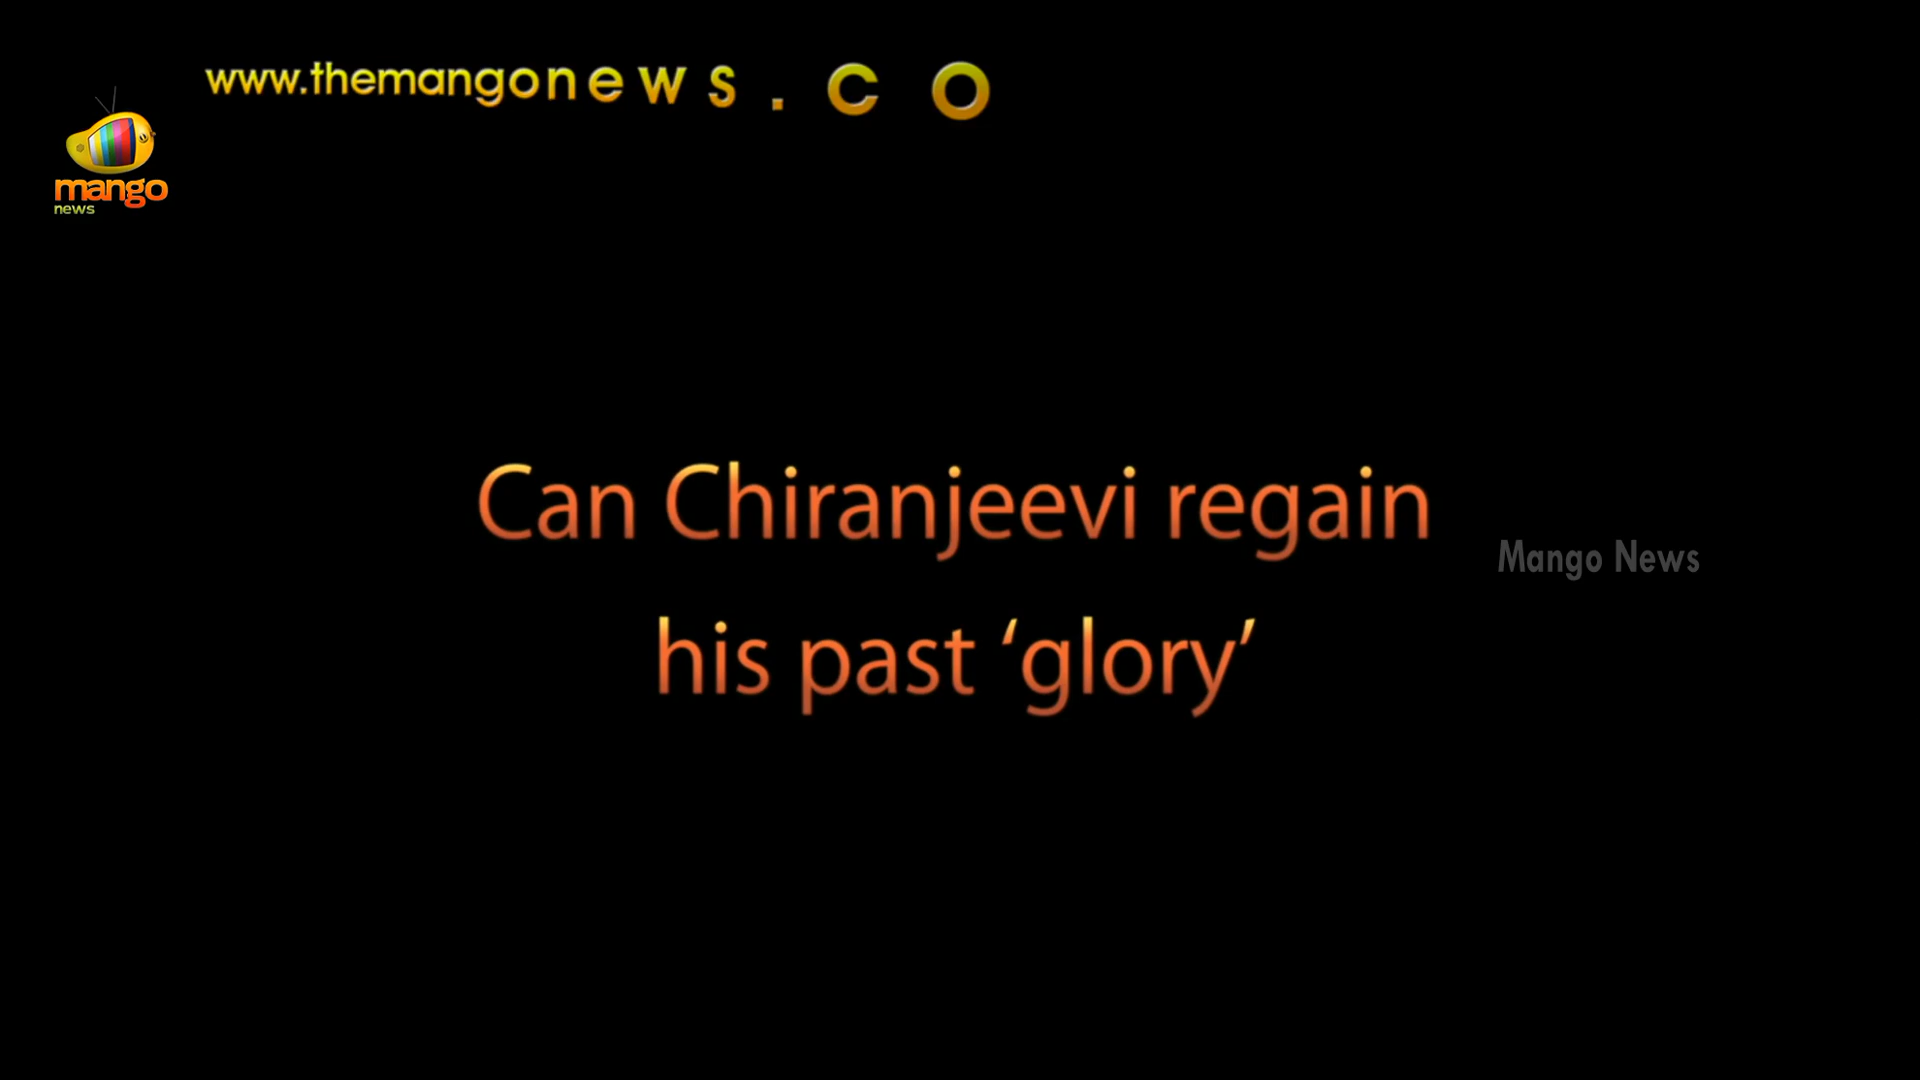 www.themangonews.co
mango
news
Can Chiranjeevi regain
Mango News
his past ‘glory’